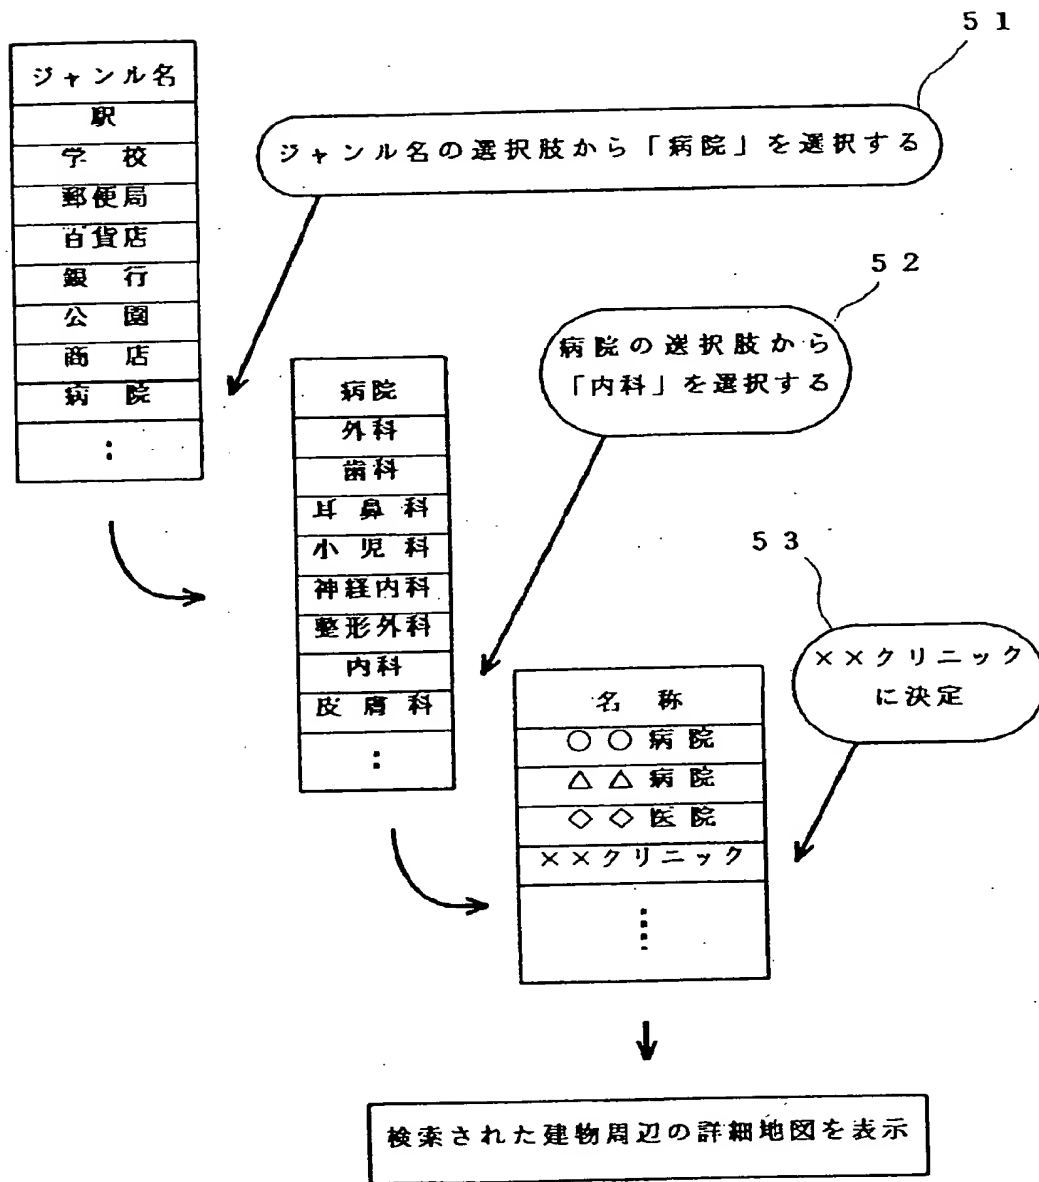 51
ジャンル名
駅
学校
郵便局
百貨店
銀行
公園
商店
病院
:
ジャンル名の選択肢から「病院」を選択する
52
病院の選択肢から
「内科」を選択する
病院
外科
歯科
耳鼻科
小児科
神経内科
整形外科
内科
皮膚科
:
53
××クリニック
に決定
名称
○○病院
△△病院
◇◇医院
××クリニック
:
検索された建物周辺の詳細地図を表示